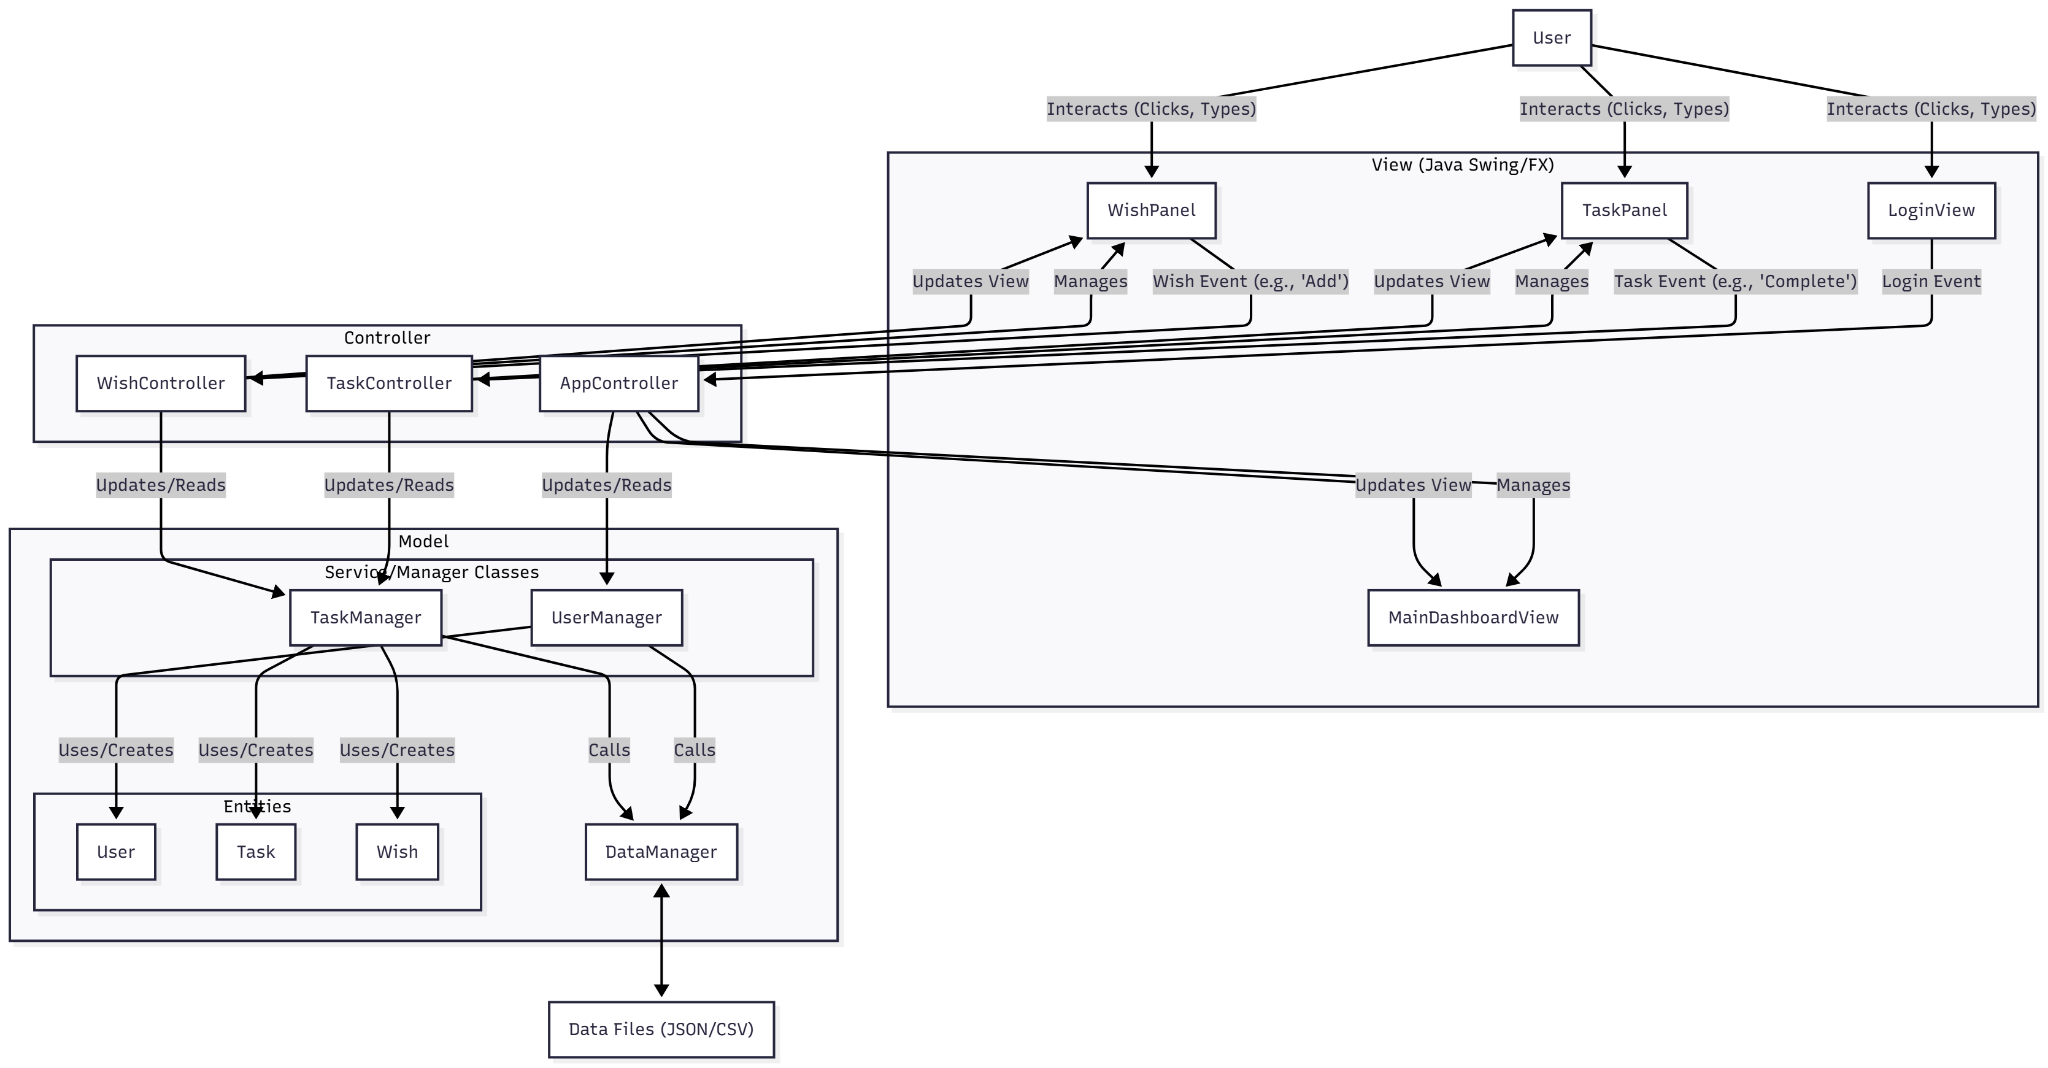 User
Interacts (Clicks, Types)
Interacts (Clicks, Types)
Interacts (Clicks, Types)
View (Java Swing/FX)
WishPanel
TaskPanel
LoginView
Updates View
Manages
Wish Event (e.g., 'Add')
Updates View
Manages
Task Event (e.g., 'Complete')
Login Event
Controller
WishController
TaskController
AppController
Updates/Reads
Updates/Reads
Updates/Reads
Updates View
Manages
Model
Service/Manager Classes
TaskManager
UserManager
MainDashboardView
Uses/Creates
Uses/Creates
Uses/Creates
Calls
Calls
Entities
User
Task
Wish
DataManager
Data Files (JSON/CSV)